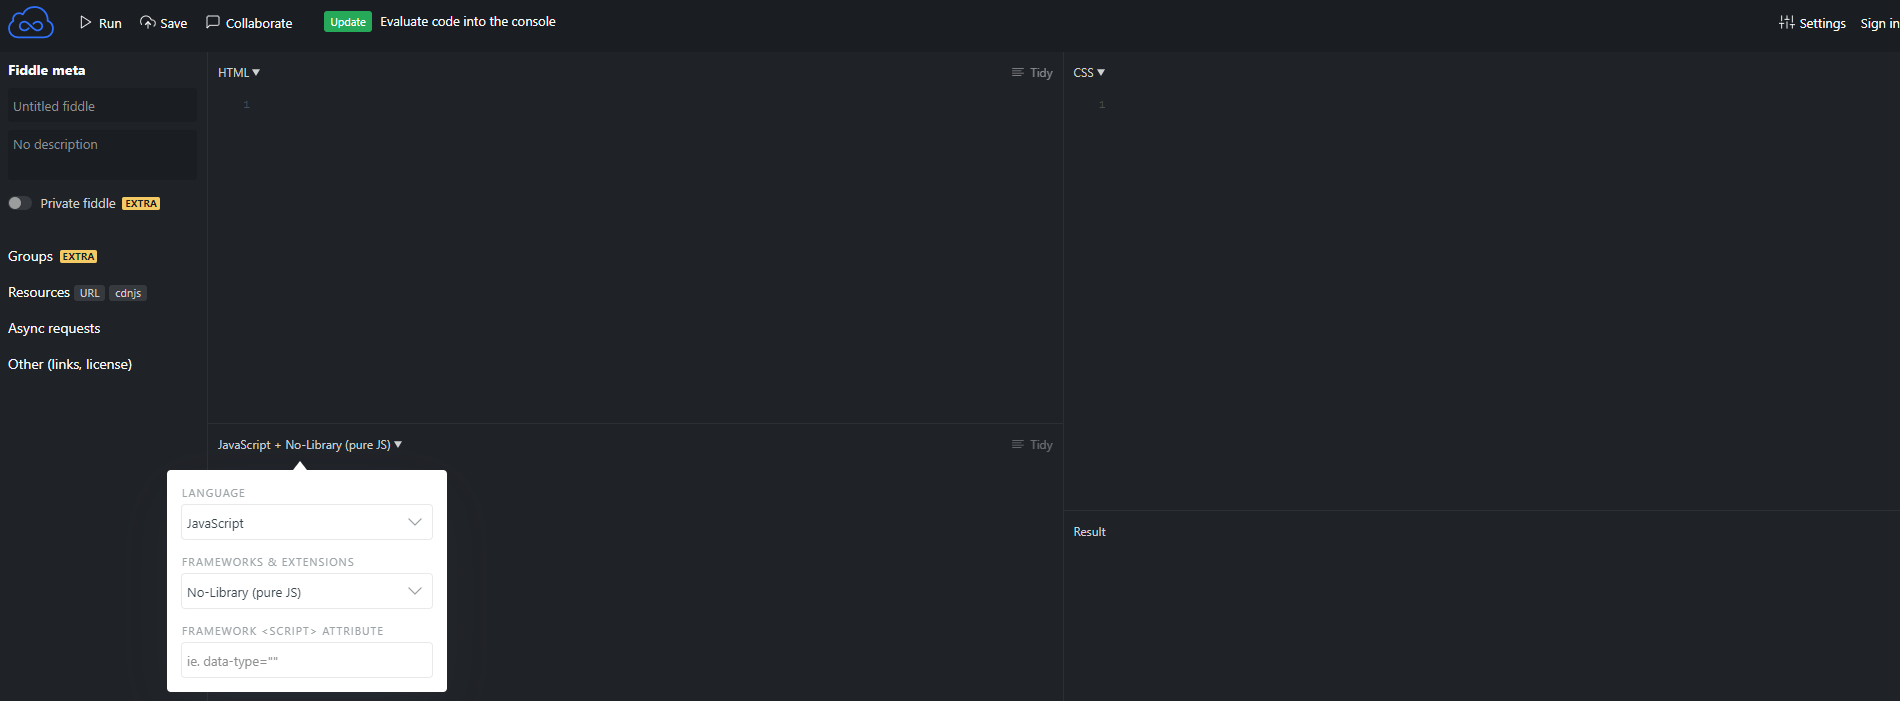 Run Save Collaborate Update Evaluate code into the console Settings Sign in
Fiddle meta
Untitled fiddle
No description
Private fiddle EXTRA
Groups EXTRA
Resources URL cdnjs
Async requests
Other (links, license)
HTML Tidy
1
CSS
1
JavaScript + No-Library (pure JS) Tidy
LANGUAGE
JavaScript
FRAMEWORKS & EXTENSIONS
No-Library (pure JS)
FRAMEWORK <SCRIPT> ATTRIBUTE
ie. data-type=""
Result